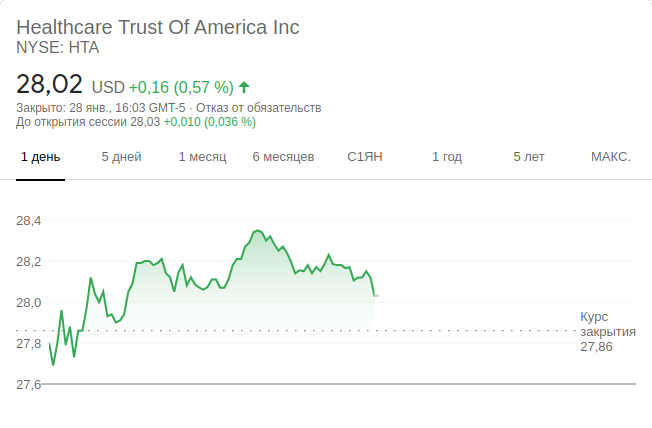 Healthcare Trust Of America Inc
NYSE: HTA
28,02 USD +0,16 (0,57 %)
Закрыто: 28 янв., 16:03 GMT-5 · Отказ от обязательств
До открытия сессии 28,03 +0,010 (0,036 %)
1 день 5 дней 1 месяц 6 месяцев С1ЯН 1 год 5 лет МАКС.
28,4
28,2
28,0
27,8
27,6
Курс
закрытия
27,86